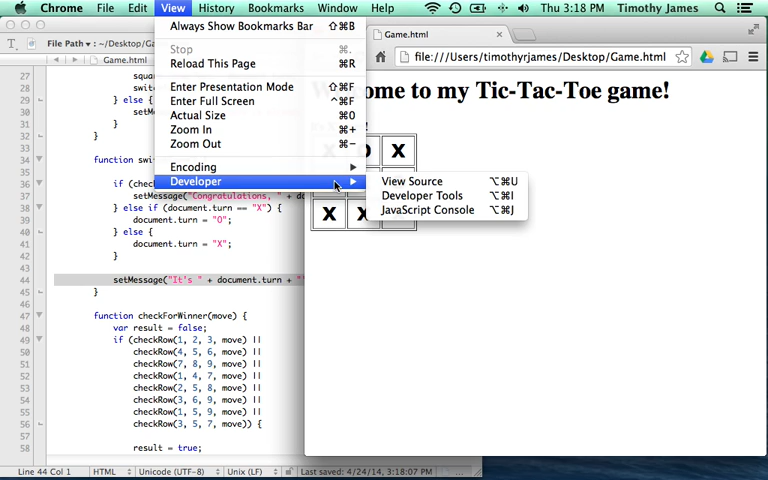 Chrome File Edit View History Bookmarks Window Help Thu 3:18 PM Timothy James
Always Show Bookmarks Bar ⇧⌘B
Stop ⌘.
Reload This Page ⌘R
Enter Presentation Mode ⇧⌘F
Enter Full Screen ^⌘F
Actual Size ⌘0
Zoom In ⌘+
Zoom Out ⌘−
Encoding
Developer
View Source ⌥⌘U
Developer Tools ⌥⌘I
JavaScript Console ⌥⌘J
File Path : ~/Desktop/Ga
Game.html
27 squa
28 swit
29 } else {
30 setM
31 }
32 }
33
34 function swi
35
36 if (chec
37 setMessage("Congratulations, " + d
38 } else if (document.turn == "X") {
39 document.turn = "O";
40 } else {
41 document.turn = "X";
42 }
43
44 setMessage("It's " + document.turn + "'
45 }
46
47 function checkForWinner(move) {
48 var result = false;
49 if (checkRow(1, 2, 3, move) ||
50 checkRow(4, 5, 6, move) ||
51 checkRow(7, 8, 9, move) ||
52 checkRow(1, 4, 7, move) ||
53 checkRow(2, 5, 8, move) ||
54 checkRow(3, 6, 9, move) ||
55 checkRow(1, 5, 9, move) ||
56 checkRow(3, 5, 7, move)) {
57
58 result = true;
Line 44 Col 1 HTML Unicode (UTF-8) Unix (LF) Last saved: 4/24/14, 3:18:07 PM
Game.html
file:///Users/timothyrjames/Desktop/Game.html
come to my Tic-Tac-Toe game!
X O X
X X